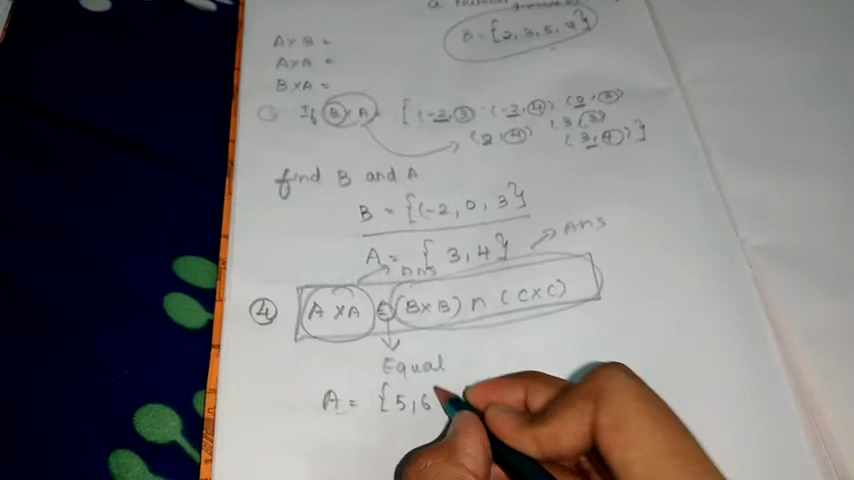 a number
B = {2, 3, 5, 7}
A × B =
A × A =
B × A =
If B × A = [(-2, 3) (-2, 4) (2, 3)
(2, 4) (3, 3)
(3, 4)}
find B and A
B = {(-2, 0, 3}
A = { 3, 4}
Ans
Ans
④ A × A = (B × B) ∩ (C × C)
Equal
A = {5, 6